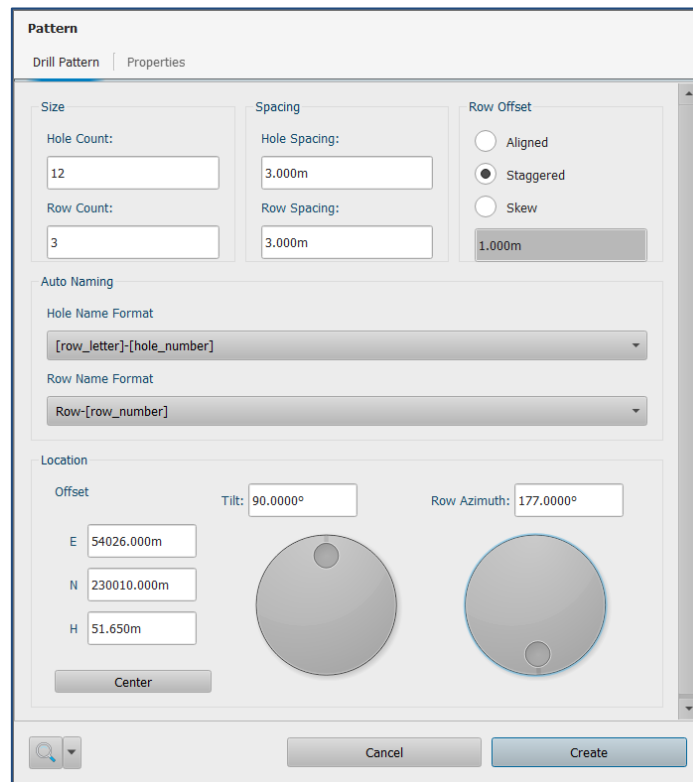 Pattern
Drill Pattern
Properties
Size
Hole Count:
12
Row Count:
3
Spacing
Hole Spacing:
3.000m
Row Spacing:
3.000m
Row Offset
Aligned
Staggered
Skew
1.000m
Auto Naming
Hole Name Format
[row_letter]-[hole_number]
Row Name Format
Row-[row_number]
Location
Offset
E 54026.000m
N 230010.000m
H 51.650m
Center
Tilt: 90.0000°
Row Azimuth: 177.0000°
Cancel
Create